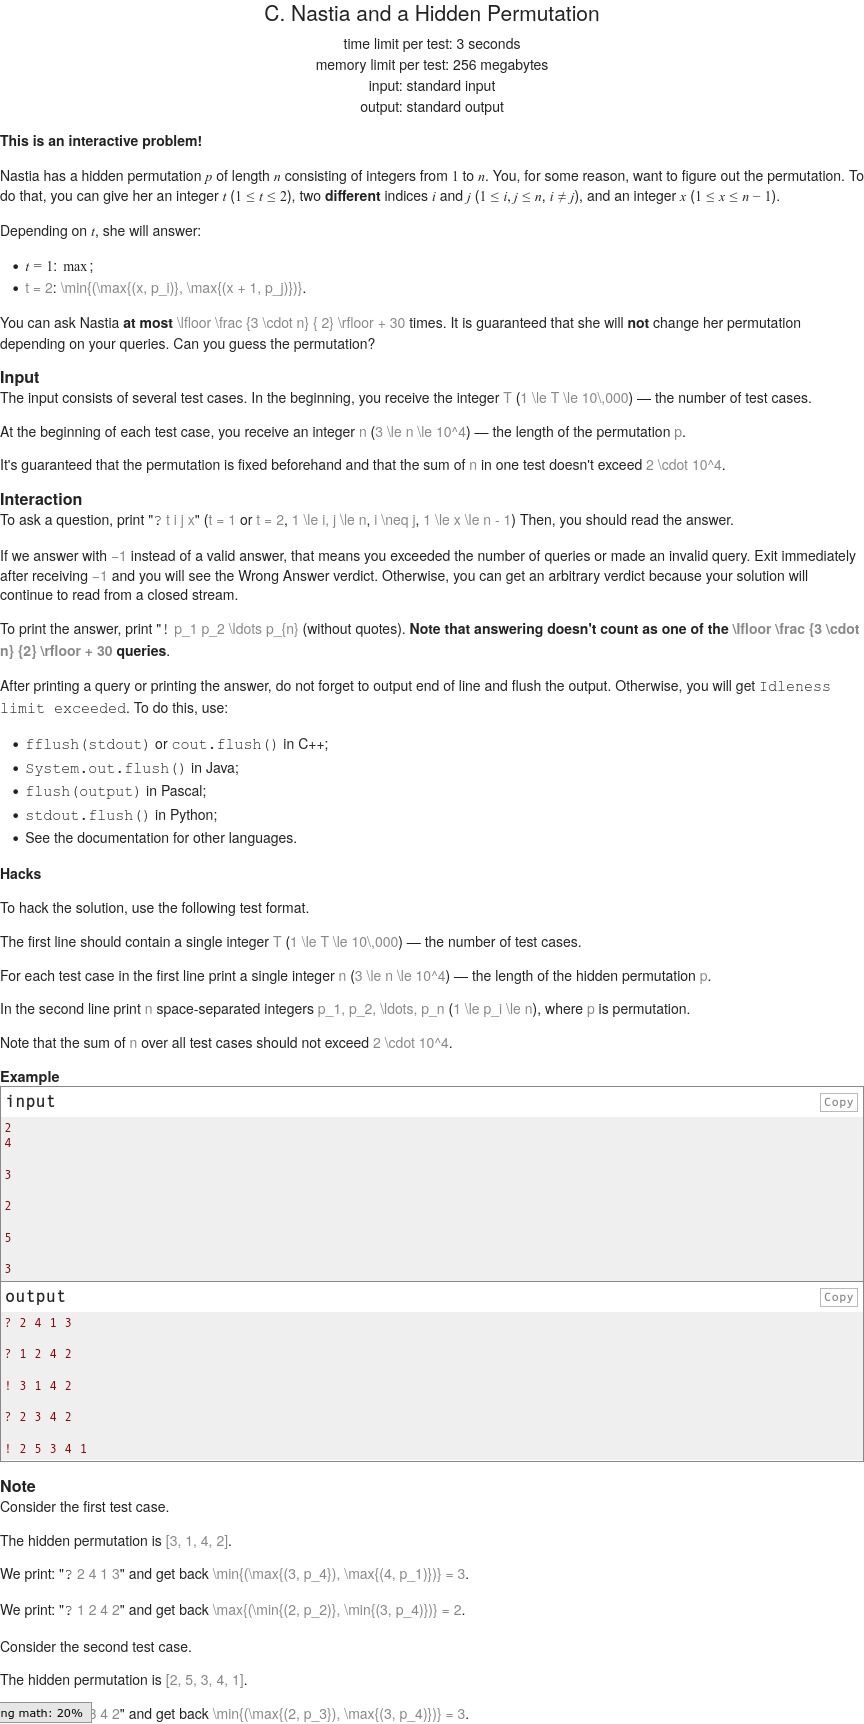 C. Nastia and a Hidden Permutation
time limit per test: 3 seconds
memory limit per test: 256 megabytes
input: standard input
output: standard output
This is an interactive problem!
Nastia has a hidden permutation p of length n consisting of integers from 1 to n. You, for some reason, want to figure out the permutation. To
do that, you can give her an integer t (1 ≤ t ≤ 2), two different indices i and j (1 ≤ i, j ≤ n, i ≠ j), and an integer x (1 ≤ x ≤ n − 1).
Depending on t, she will answer:
• t = 1: max;
• t = 2: \min{(\max{(x, p_i)}, \max{(x + 1, p_j)})}.
You can ask Nastia at most \lfloor \frac {3 \cdot n} { 2} \rfloor + 30 times. It is guaranteed that she will not change her permutation
depending on your queries. Can you guess the permutation?
Input
The input consists of several test cases. In the beginning, you receive the integer T (1 \le T \le 10\,000) — the number of test cases.
At the beginning of each test case, you receive an integer n (3 \le n \le 10^4) — the length of the permutation p.
It's guaranteed that the permutation is fixed beforehand and that the sum of n in one test doesn't exceed 2 \cdot 10^4.
Interaction
To ask a question, print "? t i j x" (t = 1 or t = 2, 1 \le i, j \le n, i \neq j, 1 \le x \le n - 1) Then, you should read the answer.
If we answer with −1 instead of a valid answer, that means you exceeded the number of queries or made an invalid query. Exit immediately
after receiving −1 and you will see the Wrong Answer verdict. Otherwise, you can get an arbitrary verdict because your solution will
continue to read from a closed stream.
To print the answer, print "! p_1 p_2 \ldots p_{n} (without quotes). Note that answering doesn't count as one of the \lfloor \frac {3 \cdot
n} {2} \rfloor + 30 queries.
After printing a query or printing the answer, do not forget to output end of line and flush the output. Otherwise, you will get Idleness
limit exceeded. To do this, use:
• fflush(stdout) or cout.flush() in C++;
• System.out.flush() in Java;
• flush(output) in Pascal;
• stdout.flush() in Python;
• See the documentation for other languages.
Hacks
To hack the solution, use the following test format.
The first line should contain a single integer T (1 \le T \le 10\,000) — the number of test cases.
For each test case in the first line print a single integer n (3 \le n \le 10^4) — the length of the hidden permutation p.
In the second line print n space-separated integers p_1, p_2, \ldots, p_n (1 \le p_i \le n), where p is permutation.
Note that the sum of n over all test cases should not exceed 2 \cdot 10^4.
Example
input
Copy
2
4
3
2
5
3
output
Copy
? 2 4 1 3
? 1 2 4 2
! 3 1 4 2
? 2 3 4 2
! 2 5 3 4 1
Note
Consider the first test case.
The hidden permutation is [3, 1, 4, 2].
We print: "? 2 4 1 3" and get back \min{(\max{(3, p_4}), \max{(4, p_1)})} = 3.
We print: "? 1 2 4 2" and get back \max{(\min{(2, p_2)}, \min{(3, p_4)})} = 2.
Consider the second test case.
The hidden permutation is [2, 5, 3, 4, 1].
ng math: 20% 3 4 2" and get back \min{(\max{(2, p_3}), \max{(3, p_4)})} = 3.